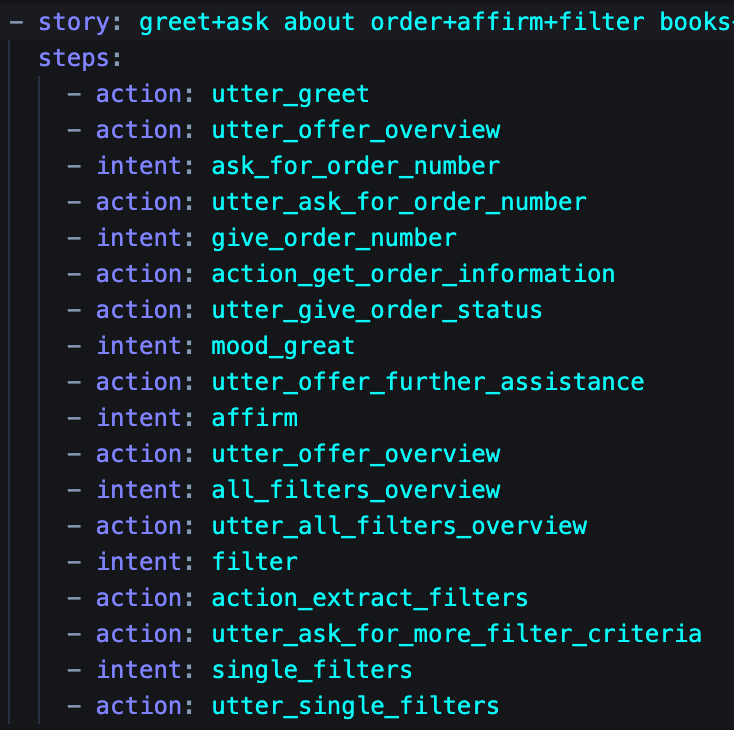 - story: greet+ask about order+affirm+filter books
steps:
- action: utter_greet
- action: utter_offer_overview
- intent: ask_for_order_number
- action: utter_ask_for_order_number
- intent: give_order_number
- action: action_get_order_information
- action: utter_give_order_status
- intent: mood_great
- action: utter_offer_further_assistance
- intent: affirm
- action: utter_offer_overview
- intent: all_filters_overview
- action: utter_all_filters_overview
- intent: filter
- action: action_extract_filters
- action: utter_ask_for_more_filter_criteria
- intent: single_filters
- action: utter_single_filters